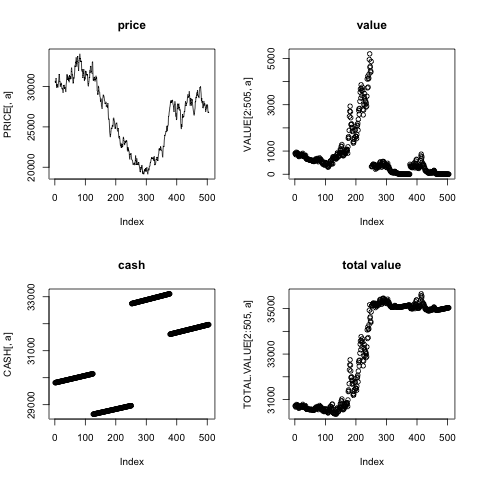 price
PRICE[, a]
20000 25000 30000
0 100 200 300 400 500
Index
value
VALUE[2:505, a]
0 1000 3000 5000
0 100 200 300 400 500
Index
cash
CASH[, a]
29000 31000 33000
0 100 200 300 400 500
Index
total value
TOTAL.VALUE[2:505, a]
31000 33000 35000
0 100 200 300 400 500
Index